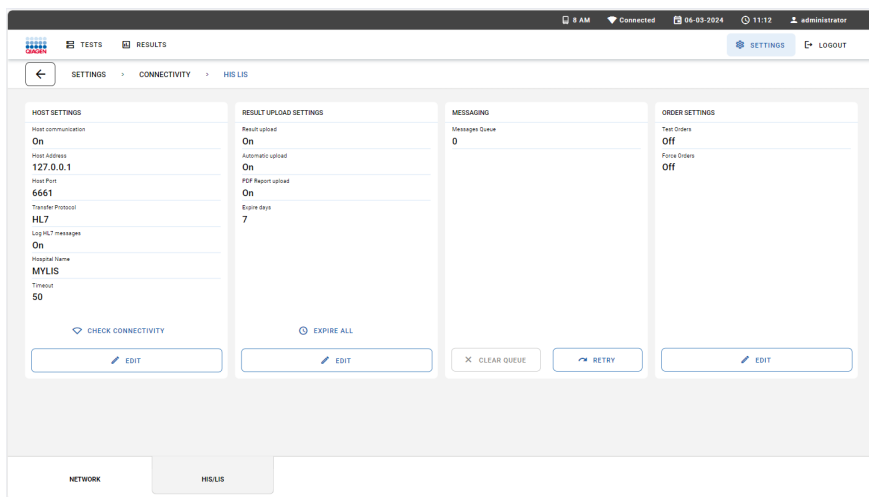 8 AM Connected 06-03-2024 11:12 administrator
QIAGEN TESTS RESULTS SETTINGS LOGOUT
SETTINGS > CONNECTIVITY > HIS LIS
HOST SETTINGS
Host communication
On
Host Address
127.0.0.1
Host Port
6661
Transfer Protocol
HL7
Log HL7 messages
On
Hospital Name
MYLIS
Timeout
50
CHECK CONNECTIVITY
EDIT
RESULT UPLOAD SETTINGS
Result upload
On
Automatic upload
On
PDF Report upload
On
Expire days
7
EXPIRE ALL
EDIT
MESSAGING
Messages Queue
0
CLEAR QUEUE RETRY
ORDER SETTINGS
Test Orders
Off
Force Orders
Off
EDIT
NETWORK HIS/LIS